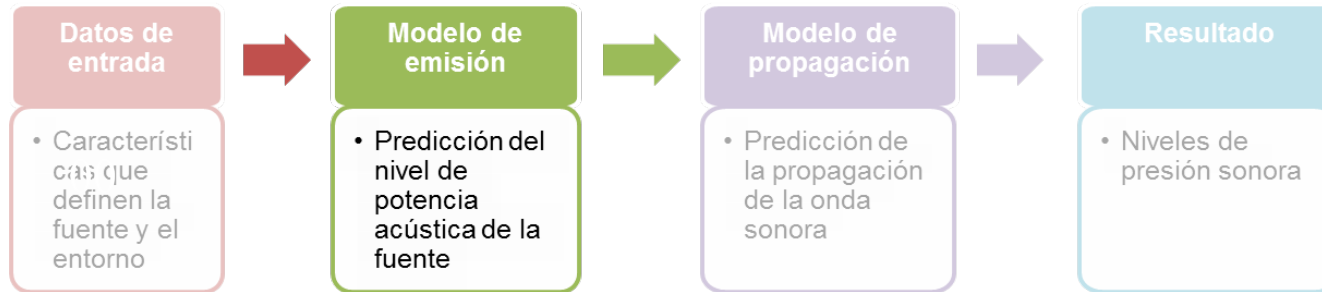 Datos de
entrada
• Característi
cas que
definen la
fuente y el
entorno
Modelo de
emisión
• Predicción del
nivel de
potencia
acústica de la
fuente
Modelo de
propagación
• Predicción de
la propagación
de la onda
sonora
Resultado
• Niveles de
presión sonora